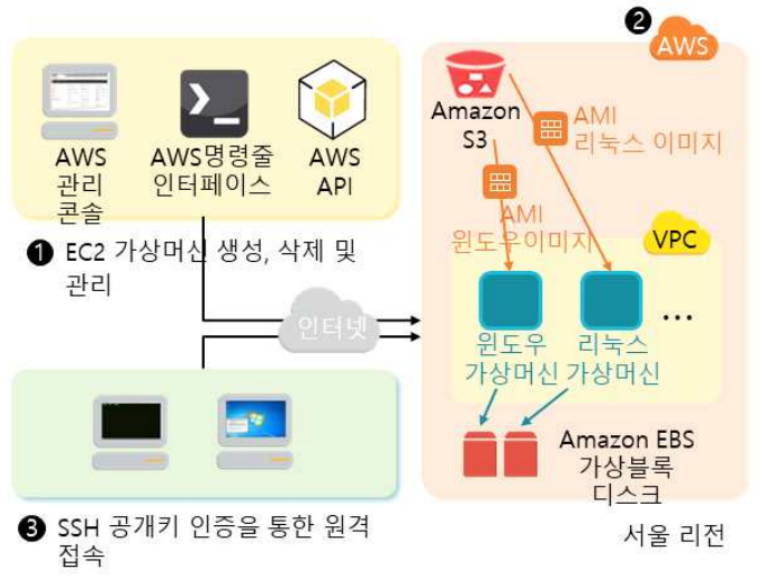 AWS
관리
콘솔
AWS명령줄
인터페이스
AWS
API
❶ EC2 가상머신 생성, 삭제 및
관리
인터넷
❸ SSH 공개키 인증을 통한 원격
접속
❷
AWS
Amazon
S3
AMI
리눅스 이미지
AMI
윈도우이미지
VPC
윈도우
가상머신
리눅스
가상머신
...
Amazon EBS
가상블록
디스크
서울 리전